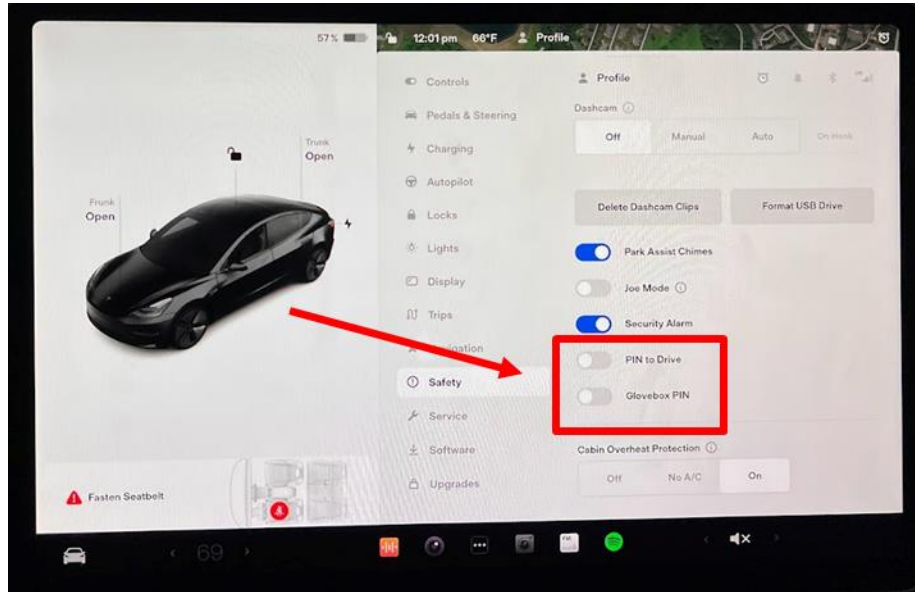 57%
12:01 pm 66°F Profile
Controls
Pedals & Steering
Charging
Autopilot
Locks
Lights
Display
Trips
Navigation
Safety
Service
Software
Upgrades
Trunk
Open
Frunk
Open
Fasten Seatbelt
Profile
LTE
Dashcam
Off Manual Auto On Honk
Delete Dashcam Clips Format USB Drive
Park Assist Chimes
Joe Mode
Security Alarm
PIN to Drive
Glovebox PIN
Cabin Overheat Protection
Off No A/C On
69